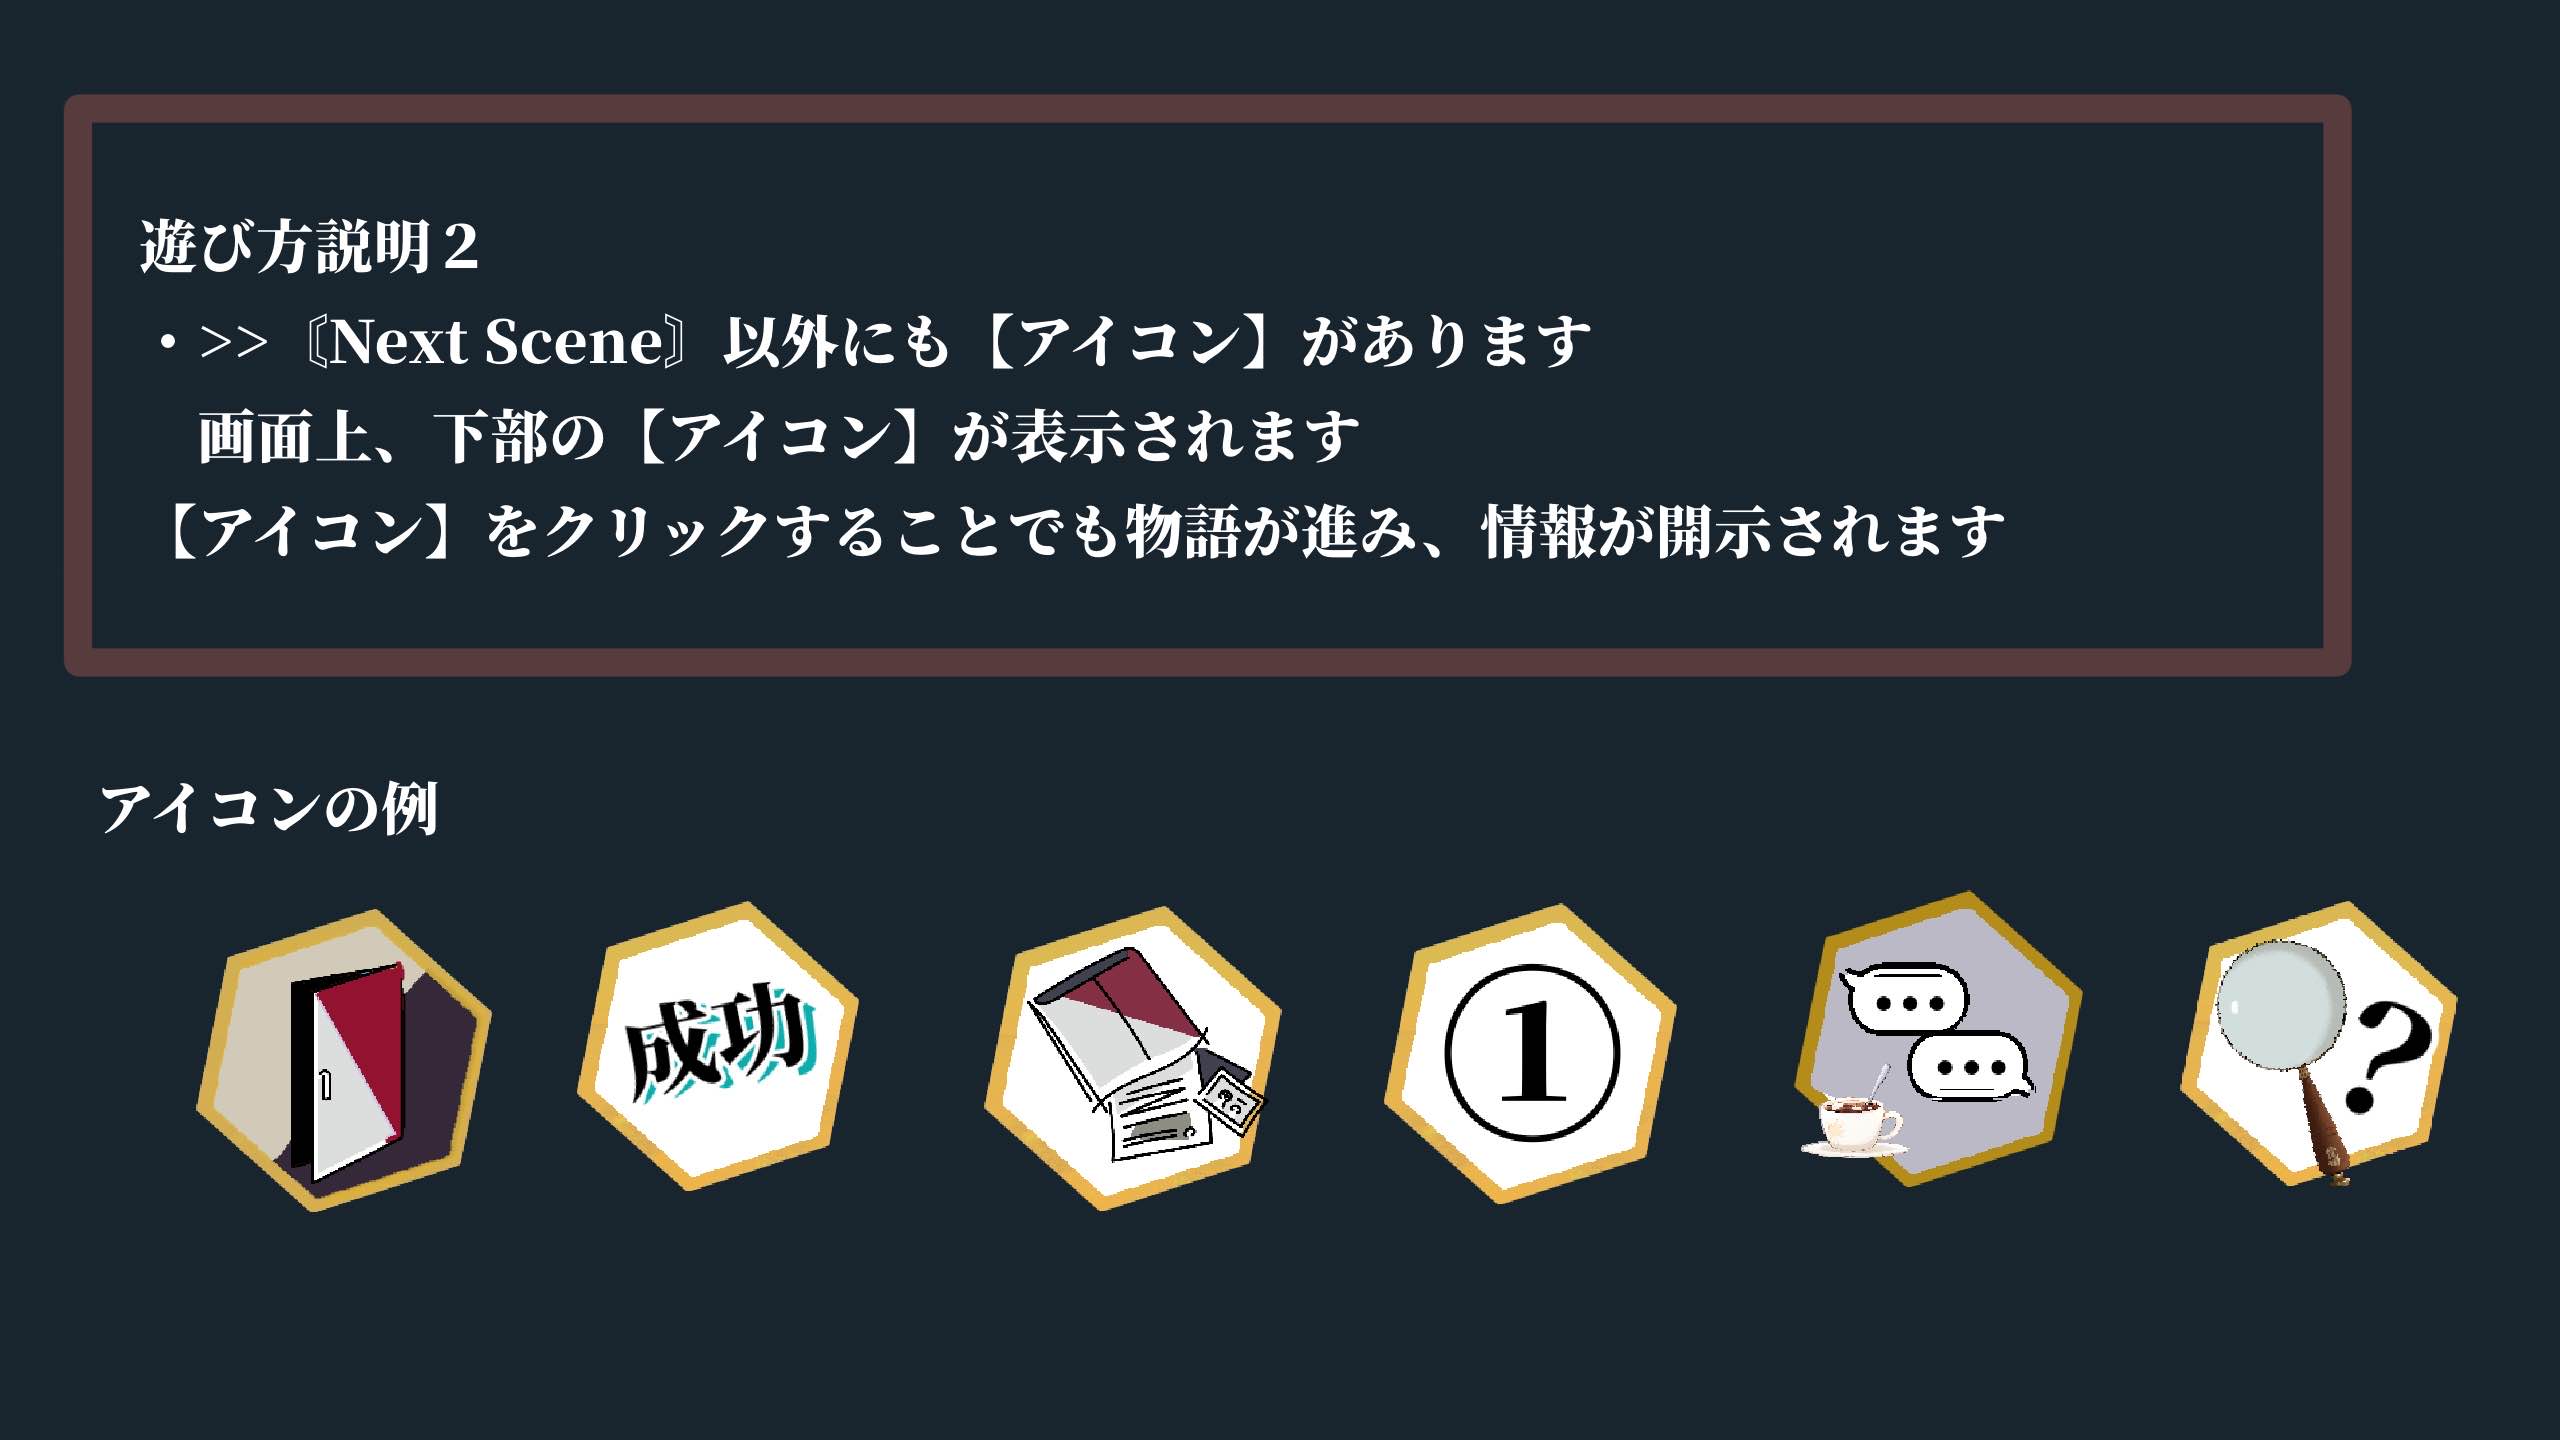 遊び方説明２
・>>〘Next Scene〙以外にも【アイコン】があります
画面上、下部の【アイコン】が表示されます
【アイコン】をクリックすることでも物語が進み、情報が開示されます
アイコンの例
成功
①
?